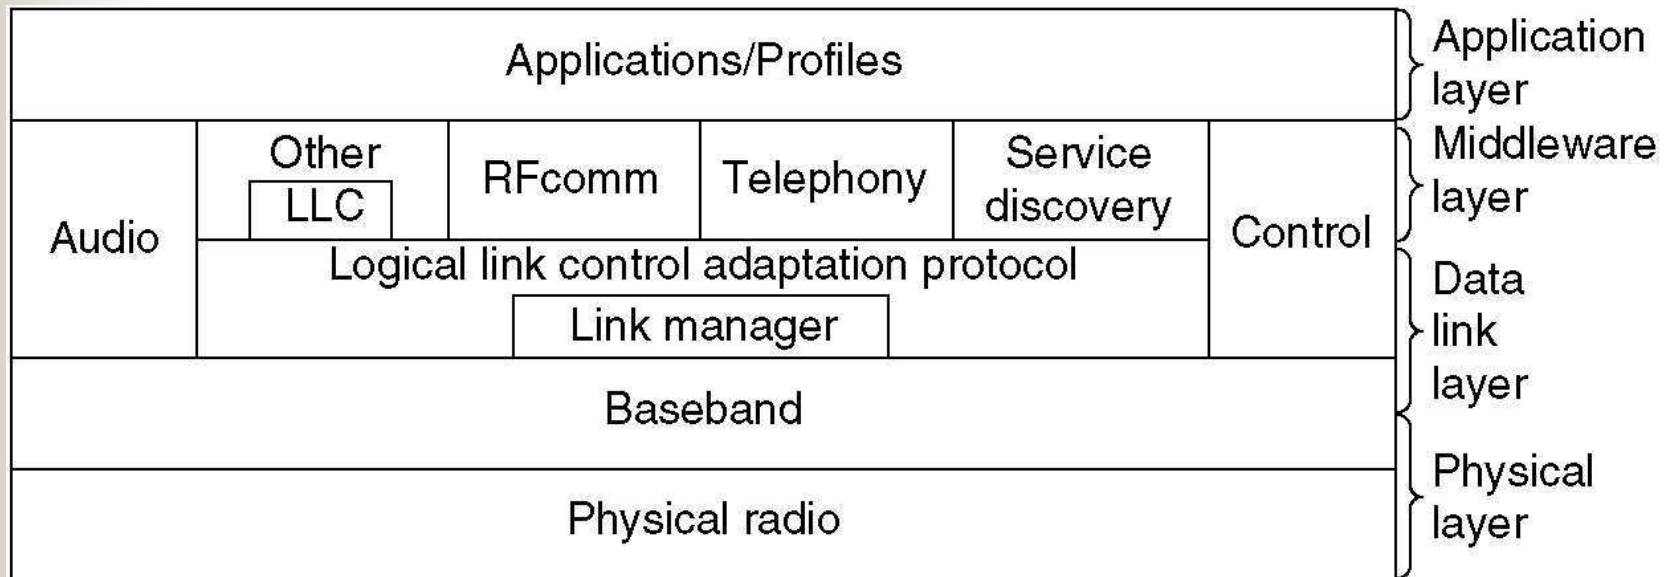 Applications/Profiles
Application
layer
Audio
Other
LLC
RFcomm
Telephony
Service
discovery
Control
Middleware
layer
Logical link control adaptation protocol
Link manager
Data
link
layer
Baseband
Physical radio
Physical
layer